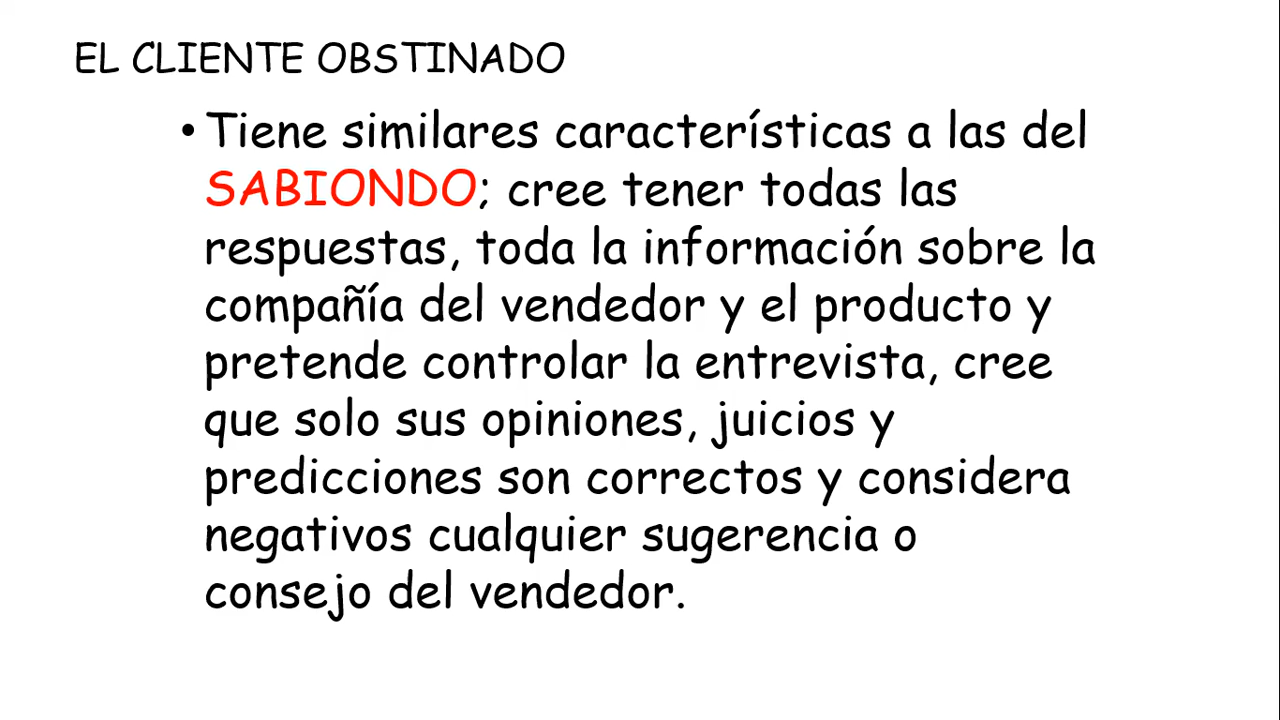 EL CLIENTE OBSTINADO
• Tiene similares características a las del
SABIONDO; cree tener todas las
respuestas, toda la información sobre la
compañía del vendedor y el producto y
pretende controlar la entrevista, cree
que solo sus opiniones, juicios y
predicciones son correctos y considera
negativos cualquier sugerencia o
consejo del vendedor.